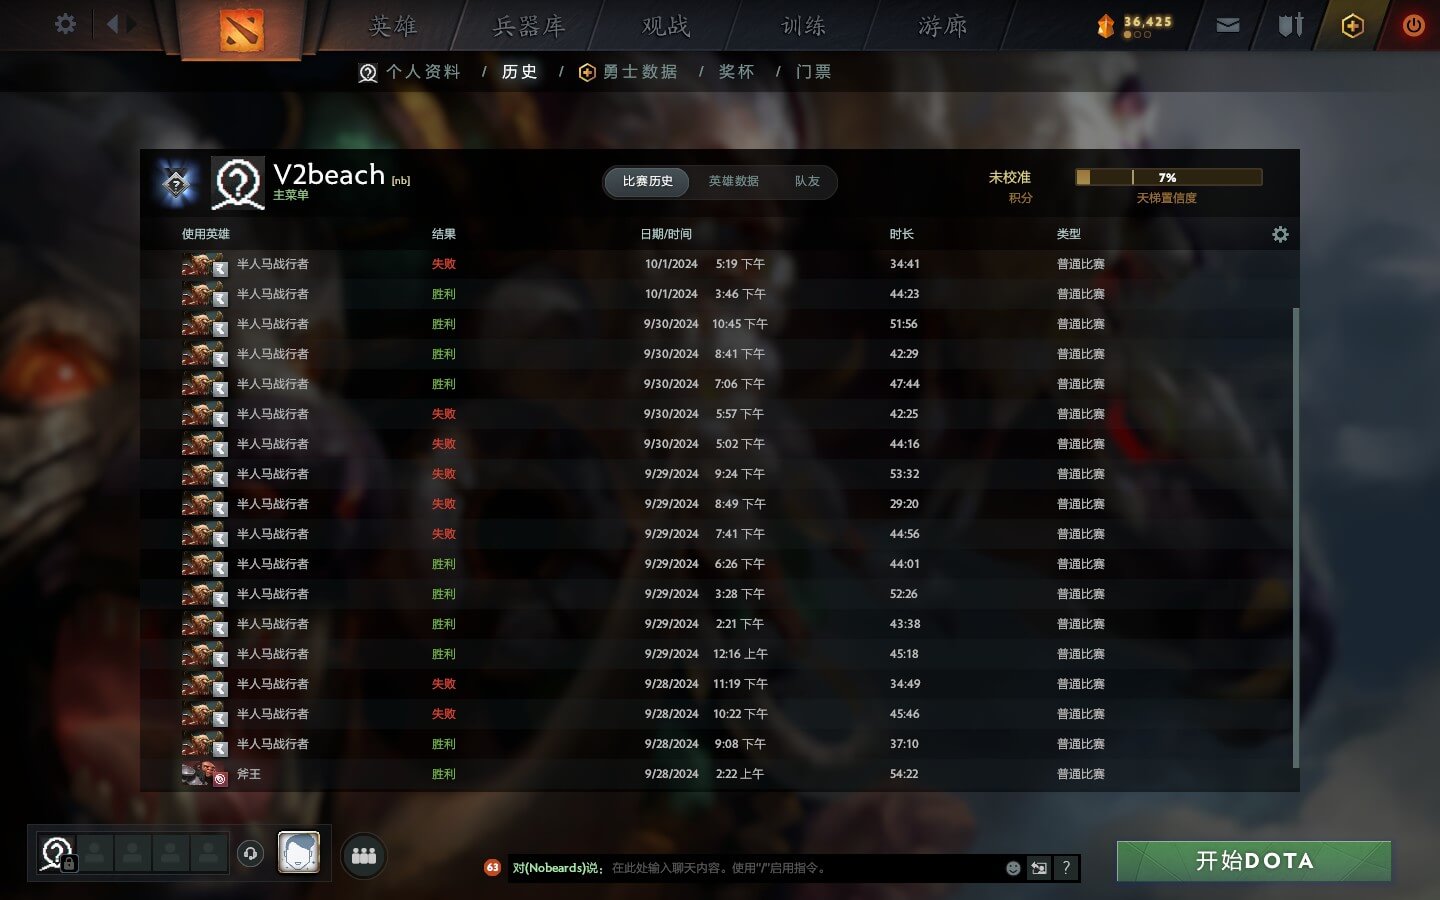 英雄 兵器库 观战 训练 游廊 36,425
个人资料 / 历史 / 勇士数据 / 奖杯 / 门票
V2beach [nb]
主菜单
比赛历史 英雄数据 队友
未校准
积分
7%
天梯置信度
使用英雄 结果 日期/时间 时长 类型
半人马战行者 失败 10/1/2024 5:19 下午 34:41 普通比赛
半人马战行者 胜利 10/1/2024 3:46 下午 44:23 普通比赛
半人马战行者 胜利 9/30/2024 10:45 下午 51:56 普通比赛
半人马战行者 胜利 9/30/2024 8:41 下午 42:29 普通比赛
半人马战行者 胜利 9/30/2024 7:06 下午 47:44 普通比赛
半人马战行者 失败 9/30/2024 5:57 下午 42:25 普通比赛
半人马战行者 失败 9/30/2024 5:02 下午 44:16 普通比赛
半人马战行者 失败 9/29/2024 9:24 下午 53:32 普通比赛
半人马战行者 失败 9/29/2024 8:49 下午 29:20 普通比赛
半人马战行者 失败 9/29/2024 7:41 下午 44:56 普通比赛
半人马战行者 胜利 9/29/2024 6:26 下午 44:01 普通比赛
半人马战行者 胜利 9/29/2024 3:28 下午 52:26 普通比赛
半人马战行者 胜利 9/29/2024 2:21 下午 43:38 普通比赛
半人马战行者 胜利 9/29/2024 12:16 上午 45:18 普通比赛
半人马战行者 失败 9/28/2024 11:19 下午 34:49 普通比赛
半人马战行者 失败 9/28/2024 10:22 下午 45:46 普通比赛
半人马战行者 胜利 9/28/2024 9:08 下午 37:10 普通比赛
斧王 胜利 9/28/2024 2:22 上午 54:22 普通比赛
63 对(Nobeards)说: 在此处输入聊天内容。使用“/”启用指令。 ?
开始DOTA